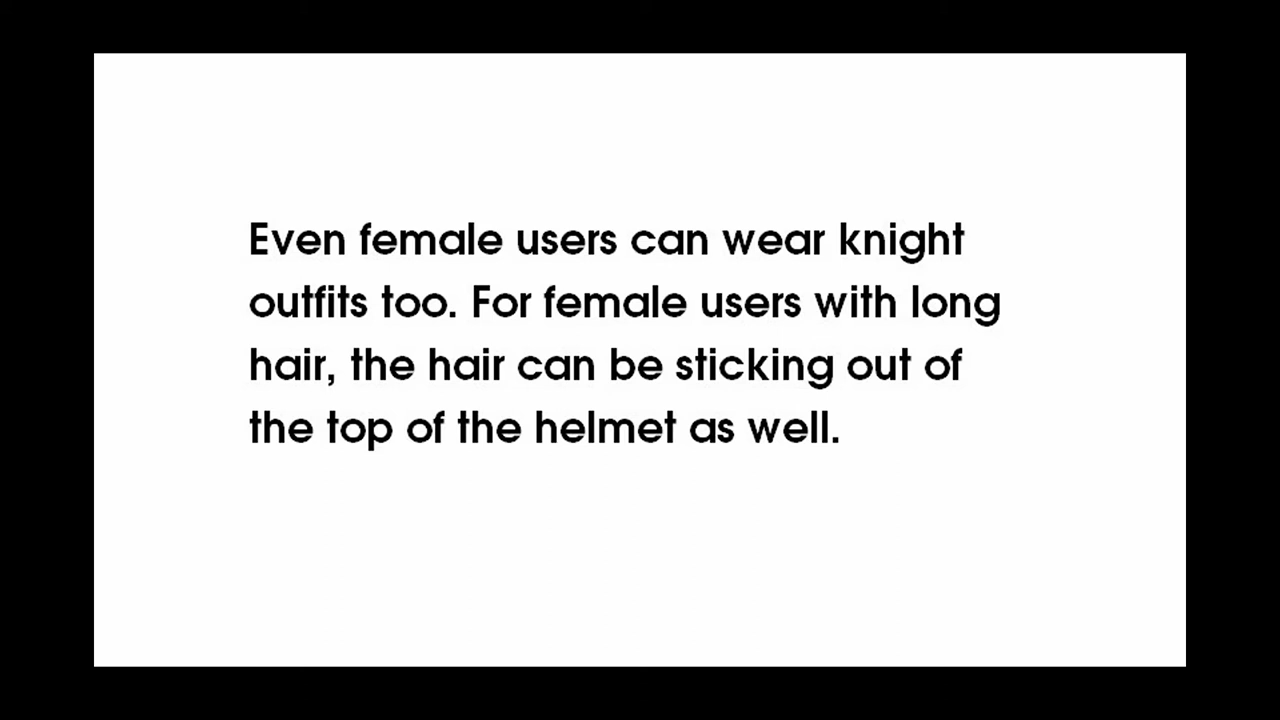 Even female users can wear knight
outfits too. For female users with long
hair, the hair can be sticking out of
the top of the helmet as well.